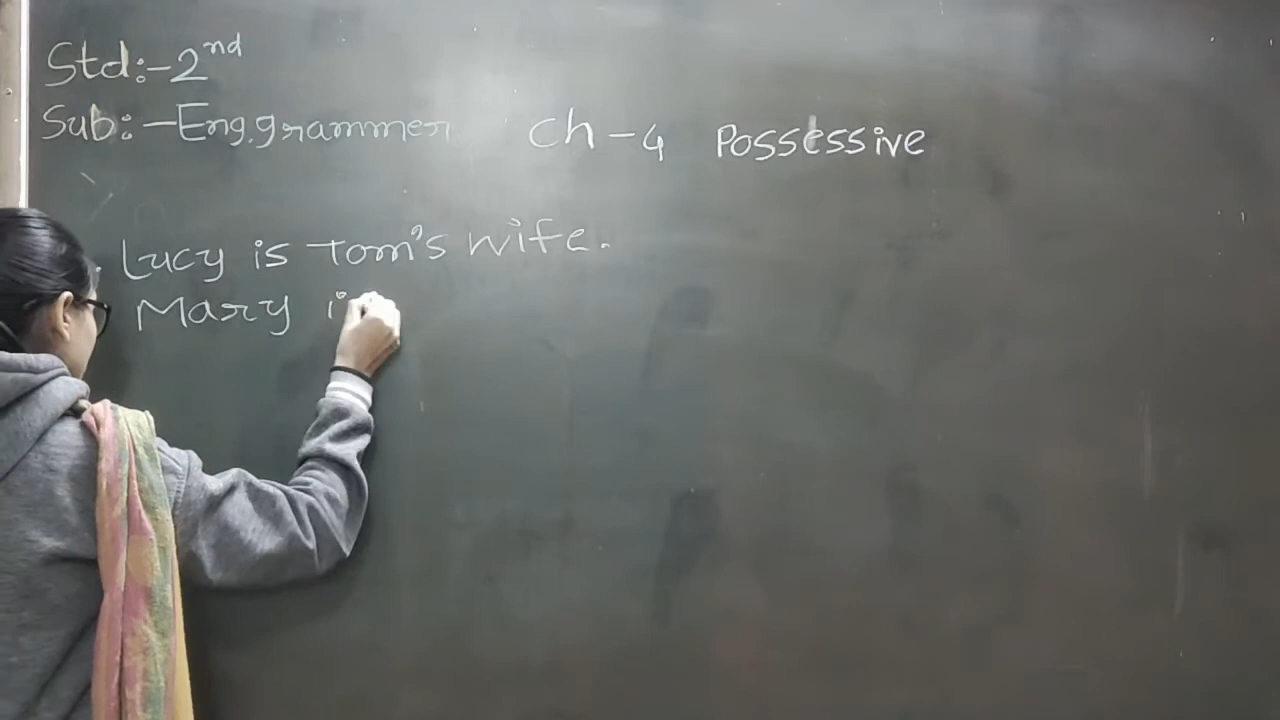 Std:-2nd
Sub:-Eng.grammer Ch-4 Possessive
Lucy is Tom's wife.
Mary i